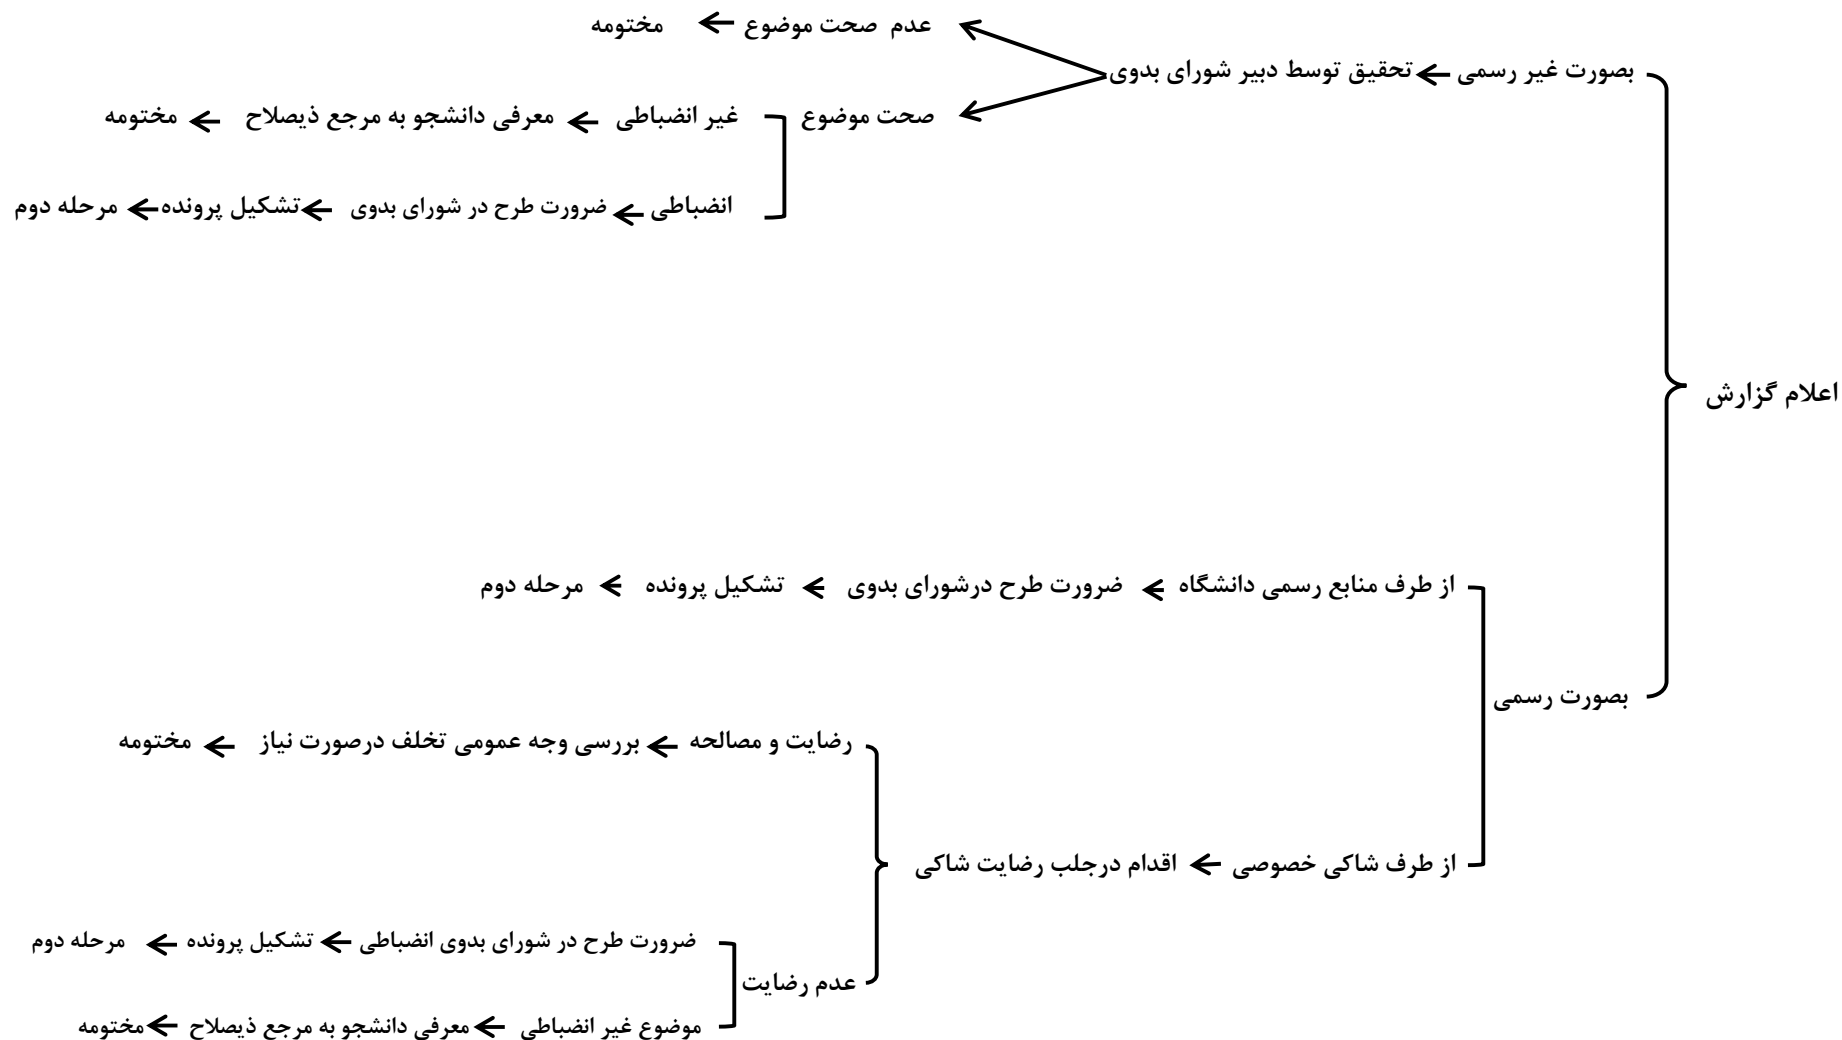 عدم صحت موضوع ← مختومه
بصورت غیر رسمی ← تحقیق توسط دبیر شورای بدوی
صحت موضوع
غیر انضباطی ← معرفی دانشجو به مرجع ذیصلاح ← مختومه
انضباطی ← ضرورت طرح در شورای بدوی ← تشکیل پرونده ← مرحله دوم
اعلام گزارش
از طرف منابع رسمی دانشگاه ← ضرورت طرح درشورای بدوی ← تشکیل پرونده ← مرحله دوم
بصورت رسمی
رضایت و مصالحه ← بررسی وجه عمومی تخلف درصورت نیاز ← مختومه
از طرف شاکی خصوصی ← اقدام درجلب رضایت شاکی
ضرورت طرح در شورای بدوی انضباطی ← تشکیل پرونده ← مرحله دوم
عدم رضایت
موضوع غیر انضباطی ← معرفی دانشجو به مرجع ذیصلاح ← مختومه